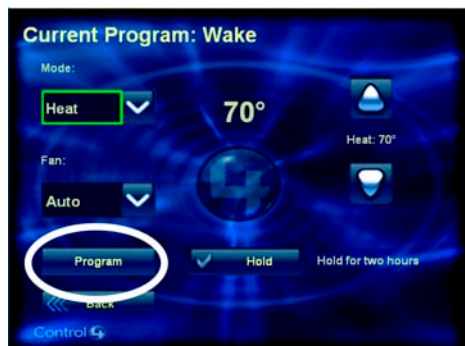 Current Program: Wake
Mode:
Heat
70°
Heat: 70°
Fan:
Auto
Program
Hold
Hold for two hours
Back
Control4